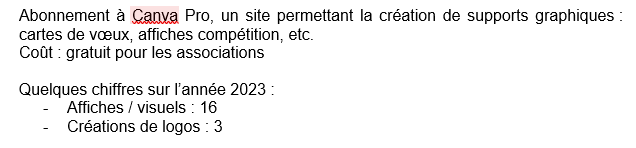 Abonnement à Canva Pro, un site permettant la création de supports graphiques :
cartes de vœux, affiches compétition, etc.
Coût : gratuit pour les associations
Quelques chiffres sur l’année 2023 :
- Affiches / visuels : 16
- Créations de logos : 3